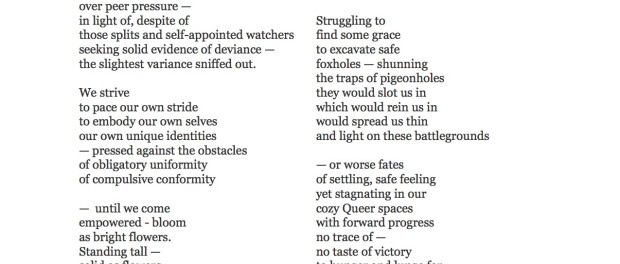 over peer pressure —
in light of, despite of
those splits and self-appointed watchers
seeking solid evidence of deviance —
the slightest variance sniffed out.
We strive
to pace our own stride
to embody our own selves
our own unique identities
— pressed against the obstacles
of obligatory uniformity
of compulsive conformity
— until we come
empowered - bloom
as bright flowers.
Standing tall —
Struggling to
find some grace
to excavate safe
foxholes — shunning
the traps of pigeonholes
they would slot us in
which would rein us in
would spread us thin
and light on these battlegrounds
— or worse fates
of settling, safe feeling
yet stagnating in our
cozy Queer spaces
with forward progress
no trace of —
no taste of victory